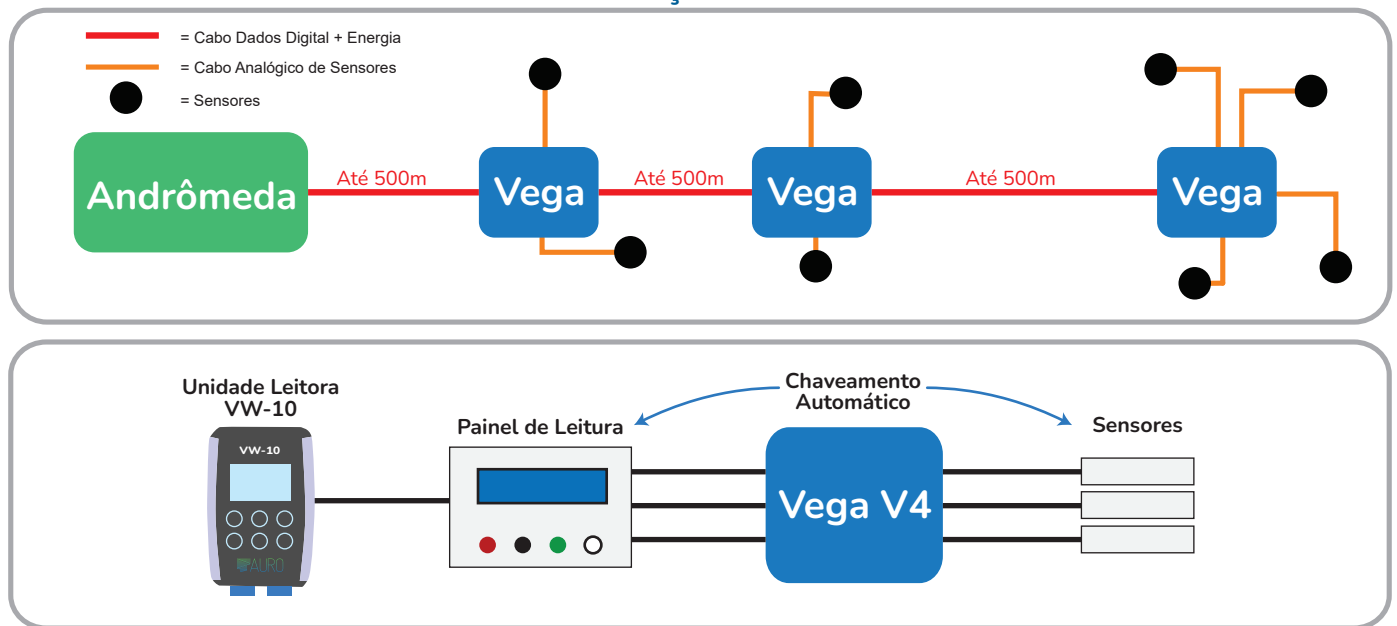 = Cabo Dados Digital + Energia
= Cabo Analógico de Sensores
= Sensores
Andrômeda
Até 500m
Vega
Até 500m
Vega
Até 500m
Vega
Unidade Leitora
VW-10
VW-10
AURO
Painel de Leitura
Chaveamento
Automático
Vega V4
Sensores